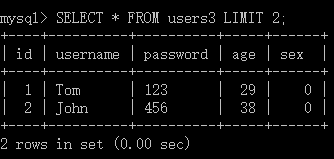 mysql> SELECT * FROM users3 LIMIT 2;
+----+----------+----------+-----+------+
| id | username | password | age | sex  |
+----+----------+----------+-----+------+
|  1 | Tom      | 123      |  29 |    0 |
|  2 | John     | 456      |  38 |    0 |
+----+----------+----------+-----+------+
2 rows in set (0.00 sec)